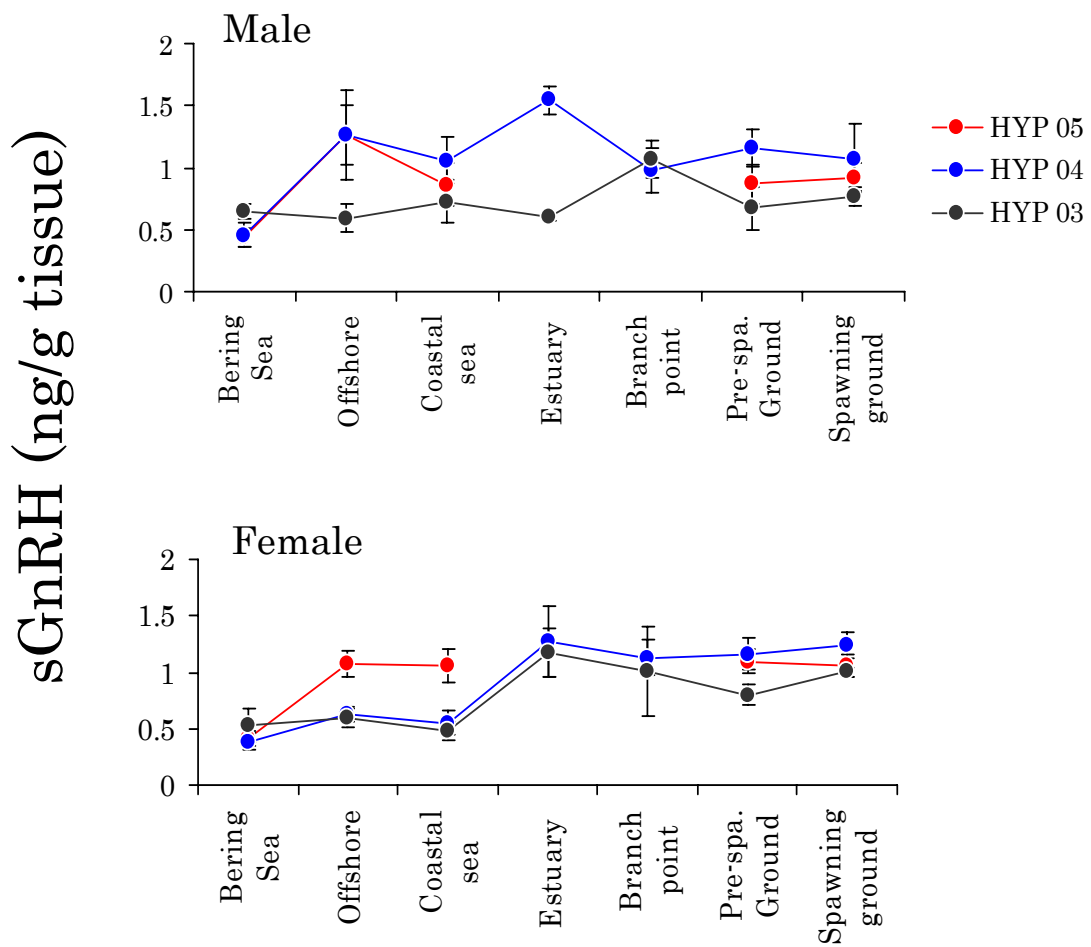 sGnRH (ng/g tissue)
Male
2
1.5
1
0.5
0
Bering
Sea
Offshore
Coastal
sea
Estuary
Branch
point
Pre-spa.
Ground
Spawning
ground
HYP 05
HYP 04
HYP 03
Female
2
1.5
1
0.5
0
Bering
Sea
Offshore
Coastal
sea
Estuary
Branch
point
Pre-spa.
Ground
Spawning
ground